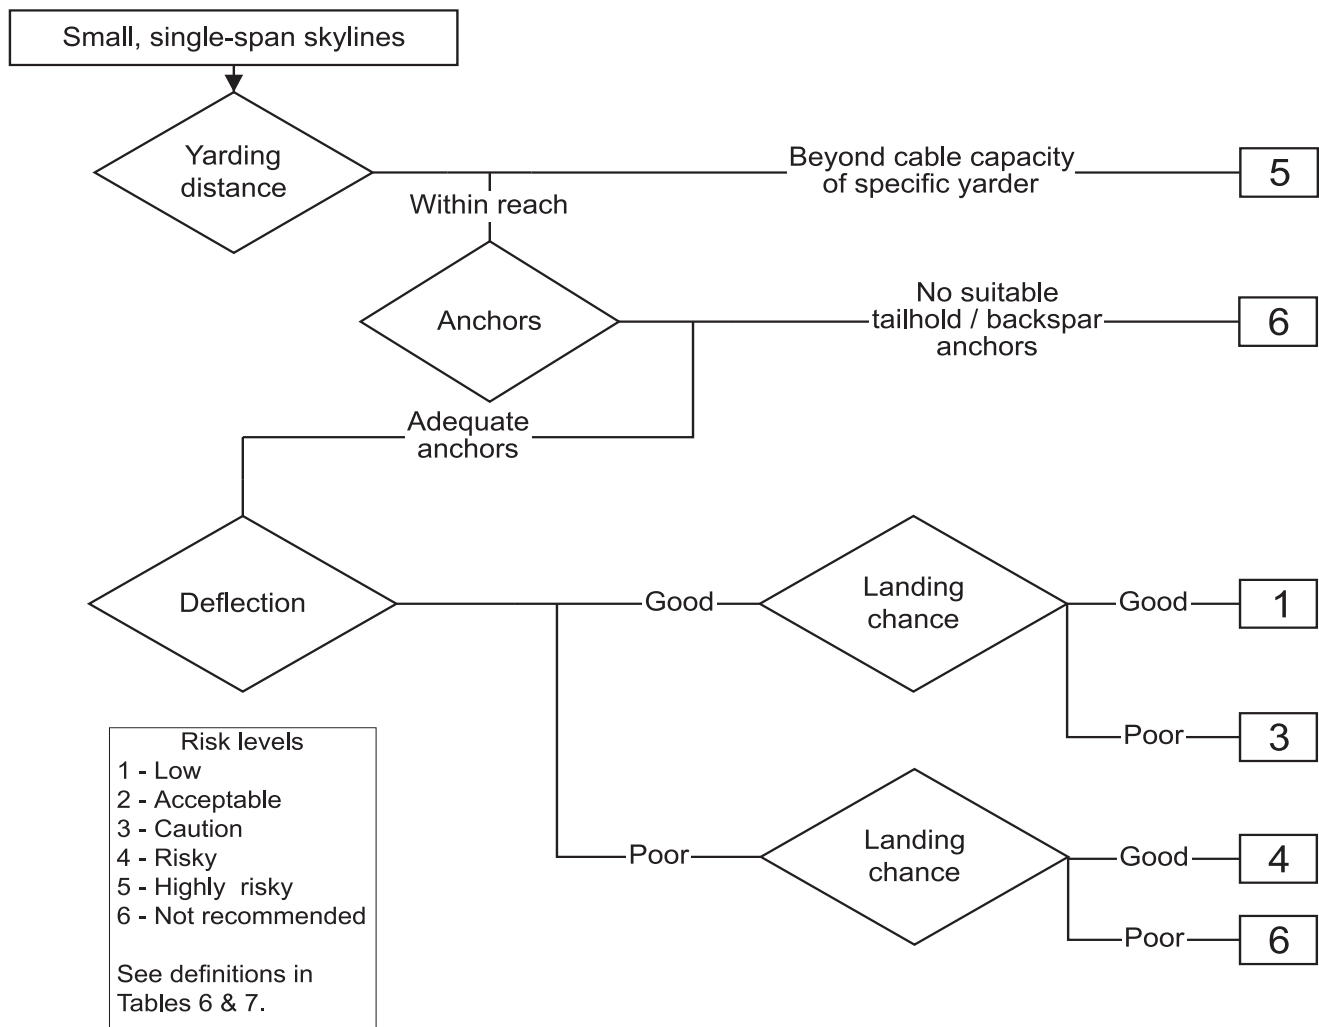 Small, single-span skylines
Yarding
distance
Beyond cable capacity
of specific yarder
5
Within reach
Anchors
No suitable
tailhold / backspar
anchors
6
Adequate
anchors
Deflection
Good
Landing
chance
Good
1
Poor
3
Poor
Landing
chance
Good
4
Poor
6
Risk levels
1 - Low
2 - Acceptable
3 - Caution
4 - Risky
5 - Highly risky
6 - Not recommended
See definitions in
Tables 6 & 7.